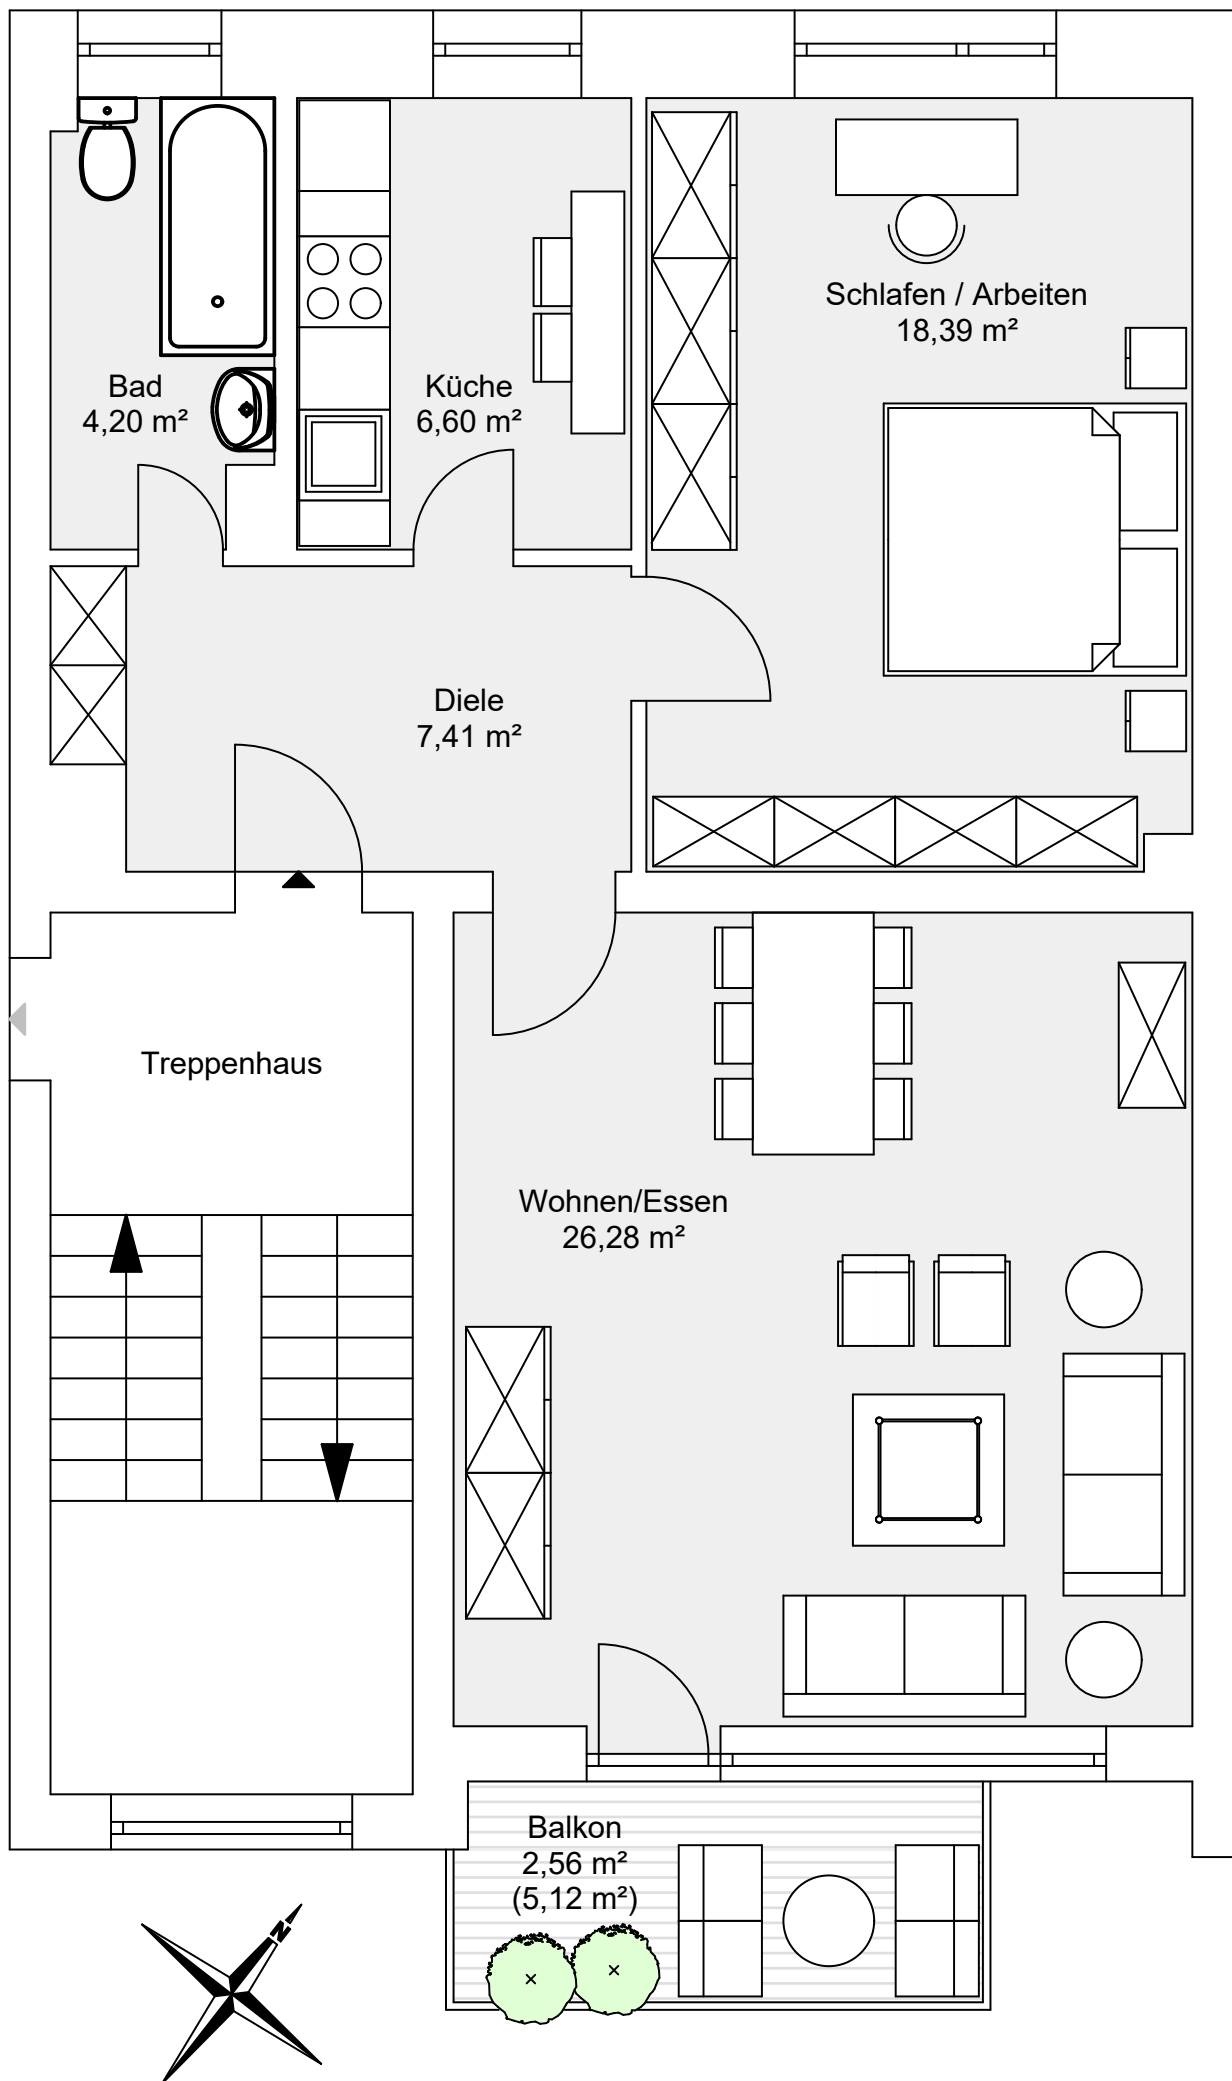 Schlafen / Arbeiten
18,39 m²
Bad
4,20 m²
Küche
6,60 m²
Diele
7,41 m²
Treppenhaus
Wohnen/Essen
26,28 m²
Balkon
2,56 m²
(5,12 m²)
N